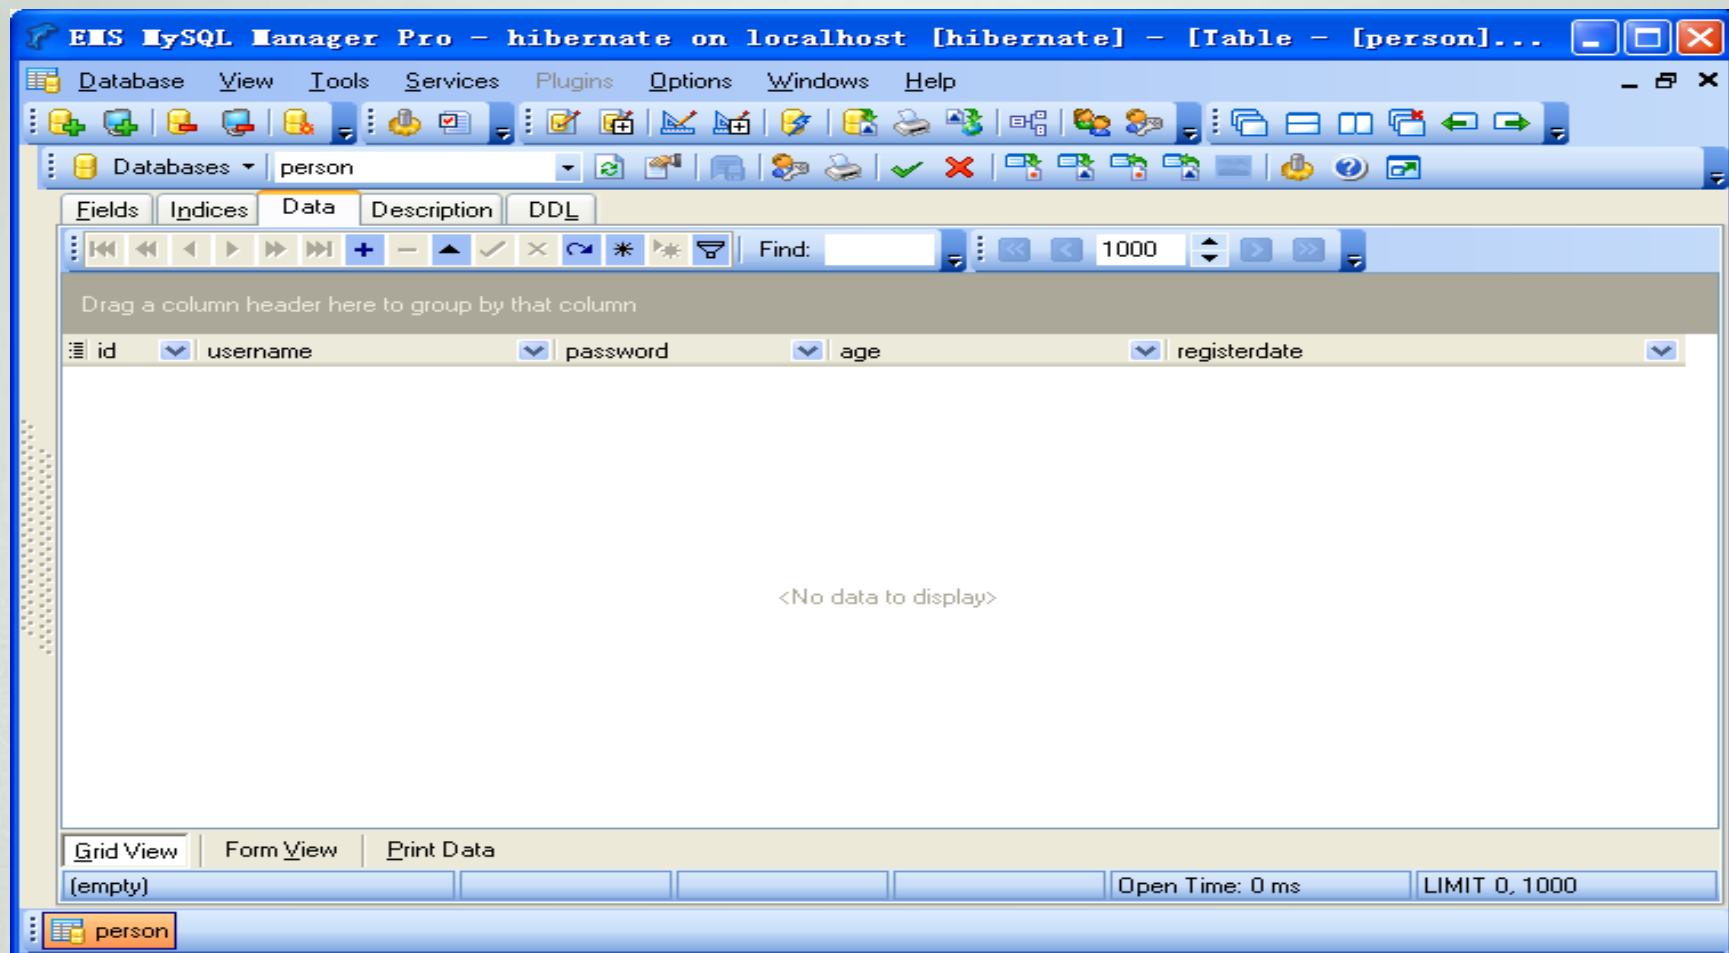 EMS MySQL Manager Pro - hibernate on localhost [hibernate] - [Table - [person]...
Database View Tools Services Plugins Options Windows Help
Databases person
Fields Indices Data Description DDL
Find: 1000
Drag a column header here to group by that column
id username password age registerdate
<No data to display>
Grid View Form View Print Data
(empty) Open Time: 0 ms LIMIT 0, 1000
person